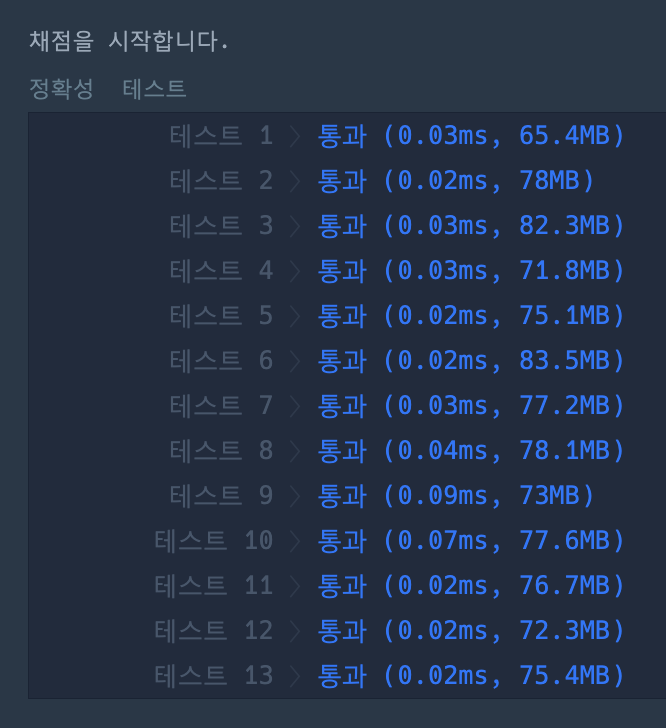 채점을 시작합니다.
정확성 테스트
테스트 1 〉 통과 (0.03ms, 65.4MB)
테스트 2 〉 통과 (0.02ms, 78MB)
테스트 3 〉 통과 (0.03ms, 82.3MB)
테스트 4 〉 통과 (0.03ms, 71.8MB)
테스트 5 〉 통과 (0.02ms, 75.1MB)
테스트 6 〉 통과 (0.02ms, 83.5MB)
테스트 7 〉 통과 (0.03ms, 77.2MB)
테스트 8 〉 통과 (0.04ms, 78.1MB)
테스트 9 〉 통과 (0.09ms, 73MB)
테스트 10 〉 통과 (0.07ms, 77.6MB)
테스트 11 〉 통과 (0.02ms, 76.7MB)
테스트 12 〉 통과 (0.02ms, 72.3MB)
테스트 13 〉 통과 (0.02ms, 75.4MB)